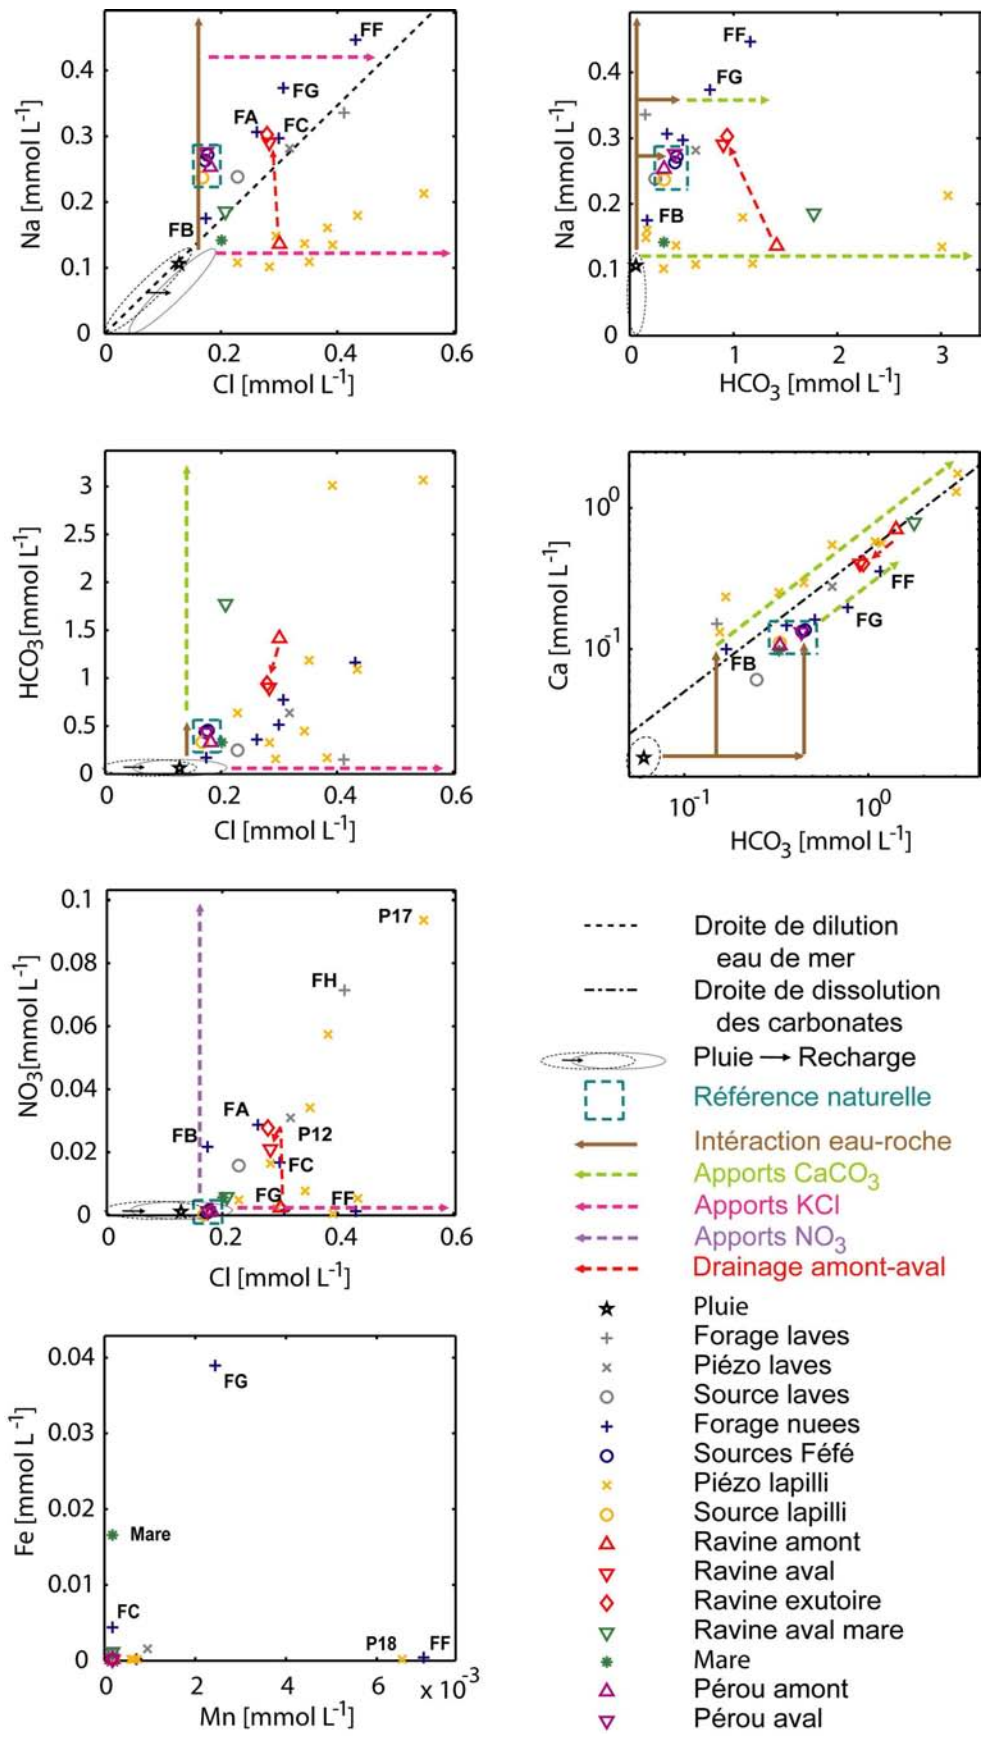 Na [mmol L-1]
0.4
0.3
0.2
0.1
0
FF
FG
FA
FC
FB
0
0.2
0.4
0.6
Cl [mmol L-1]
Na [mmol L-1]
0.4
0.3
0.2
0.1
0
FF
FG
FB
0
1
2
3
HCO3 [mmol L-1]
HCO3[mmol L-1]
3
2.5
2
1.5
1
0.5
0
0
0.2
0.4
0.6
Cl [mmol L-1]
Ca [mmol L-1]
10^0
10^-1
FF
FG
FB
10^-1
10^0
HCO3 [mmol L-1]
NO3[mmol L-1]
0.1
0.08
0.06
0.04
0.02
0
P17
FH
FA
FB
P12
FC
FG
FF
0
0.2
0.4
0.6
Cl [mmol L-1]
Fe [mmol L-1]
0.04
0.03
0.02
0.01
0
FG
Mare
FC
P18
FF
0
2
4
6
x 10^-3
Mn [mmol L-1]
Droite de dilution
eau de mer
Droite de dissolution
des carbonates
Pluie → Recharge
Référence naturelle
Intéraction eau-roche
Apports CaCO3
Apports KCl
Apports NO3
Drainage amont-aval
Pluie
Forage laves
Piézo laves
Source laves
Forage nuees
Sources Féfé
Piézo lapilli
Source lapilli
Ravine amont
Ravine aval
Ravine exutoire
Ravine aval mare
Mare
Pérou amont
Pérou aval